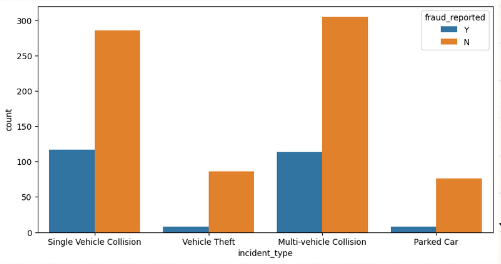 fraud_reported
Y
N
300
250
200
150
100
50
0
count
Single Vehicle Collision
Vehicle Theft
Multi-vehicle Collision
Parked Car
incident_type